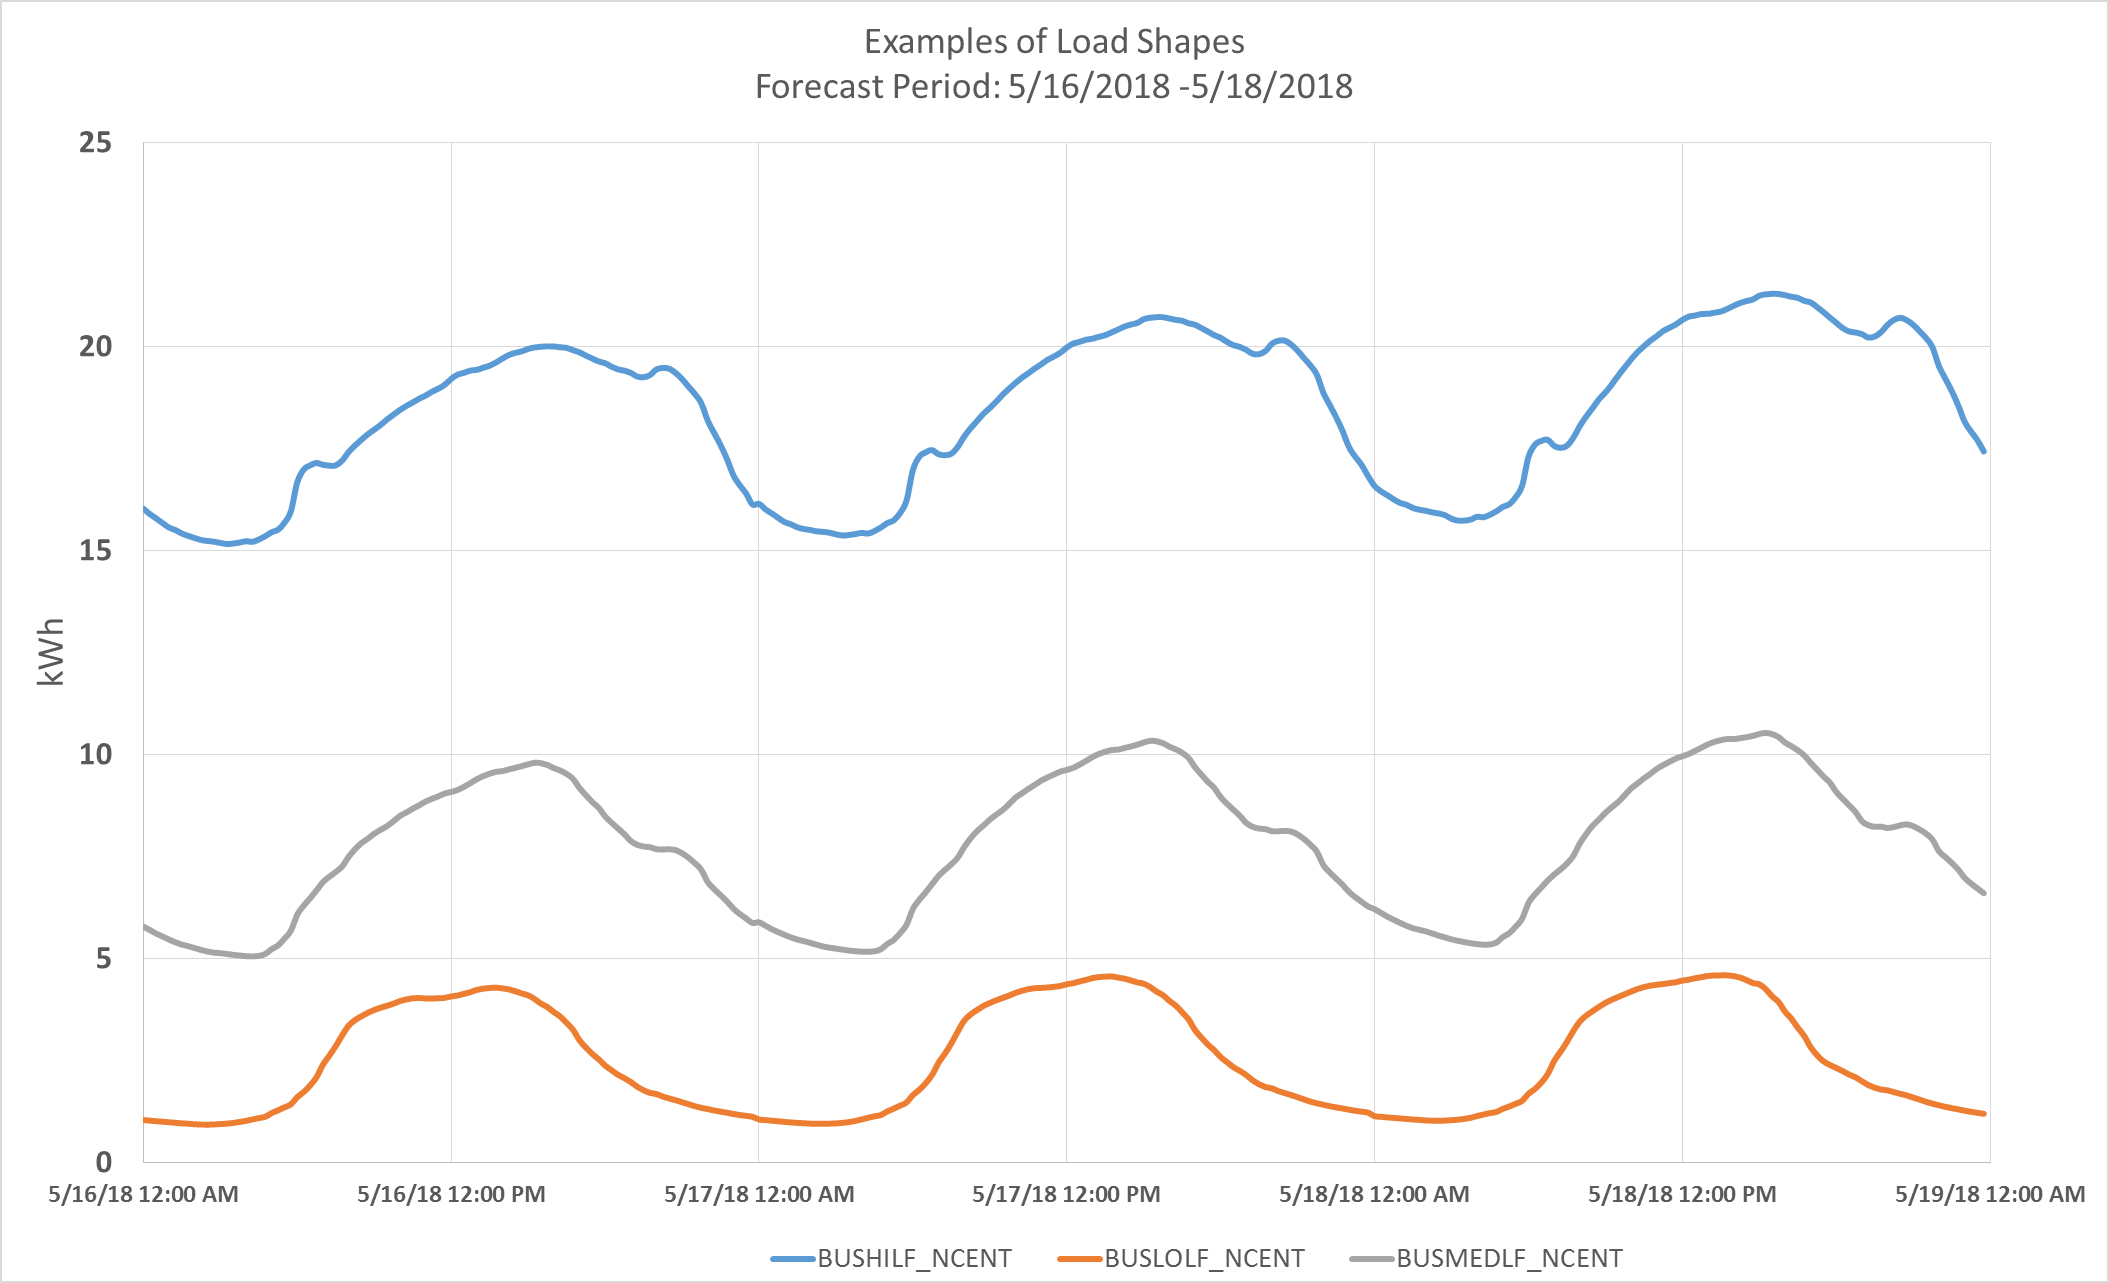 Examples of Load Shapes
Forecast Period: 5/16/2018 -5/18/2018
25
20
15
10
5
0
kWh
5/16/18 12:00 AM
5/16/18 12:00 PM
5/17/18 12:00 AM
5/17/18 12:00 PM
5/18/18 12:00 AM
5/18/18 12:00 PM
5/19/18 12:00 AM
BUSHILF_NCENT
BUSLOLF_NCENT
BUSMEDLF_NCENT